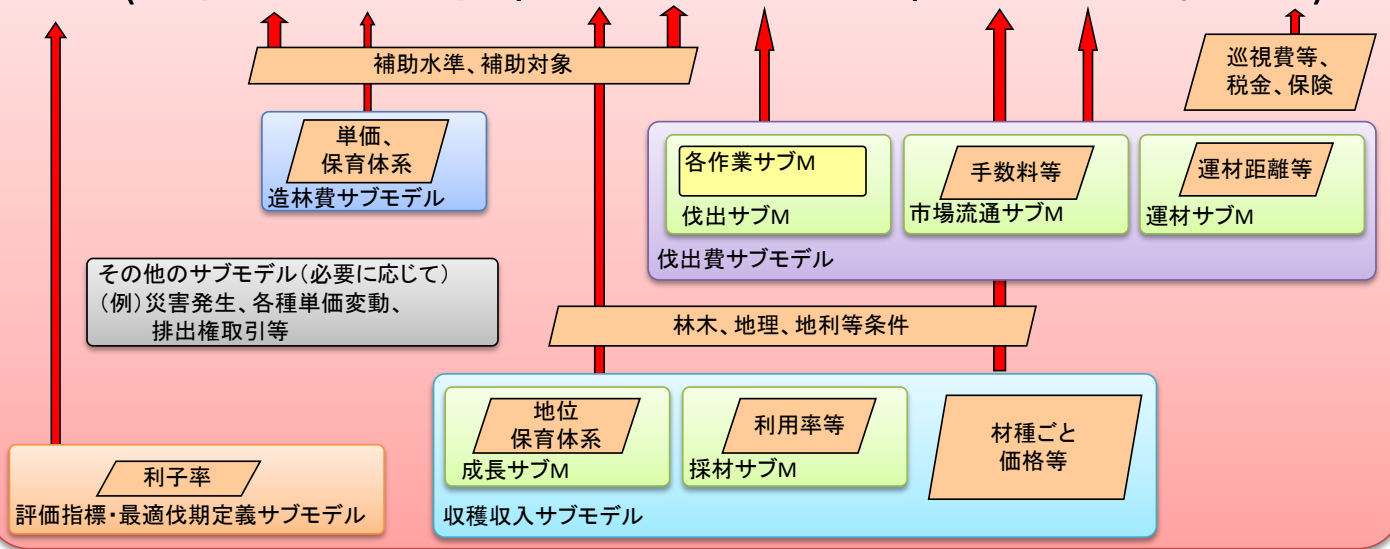 補助水準、補助対象
巡視費等、
税金、保険
単価、
保育体系
造林費サブモデル
各作業サブM
伐出サブM
手数料等
市場流通サブM
運材距離等
運材サブM
伐出費サブモデル
その他のサブモデル(必要に応じて)
(例)災害発生、各種単価変動、
排出権取引等
林木、地理、地利等条件
地位
保育体系
成長サブM
利用率等
採材サブM
材種ごと
価格等
収穫収入サブモデル
利子率
評価指標・最適伐期定義サブモデル